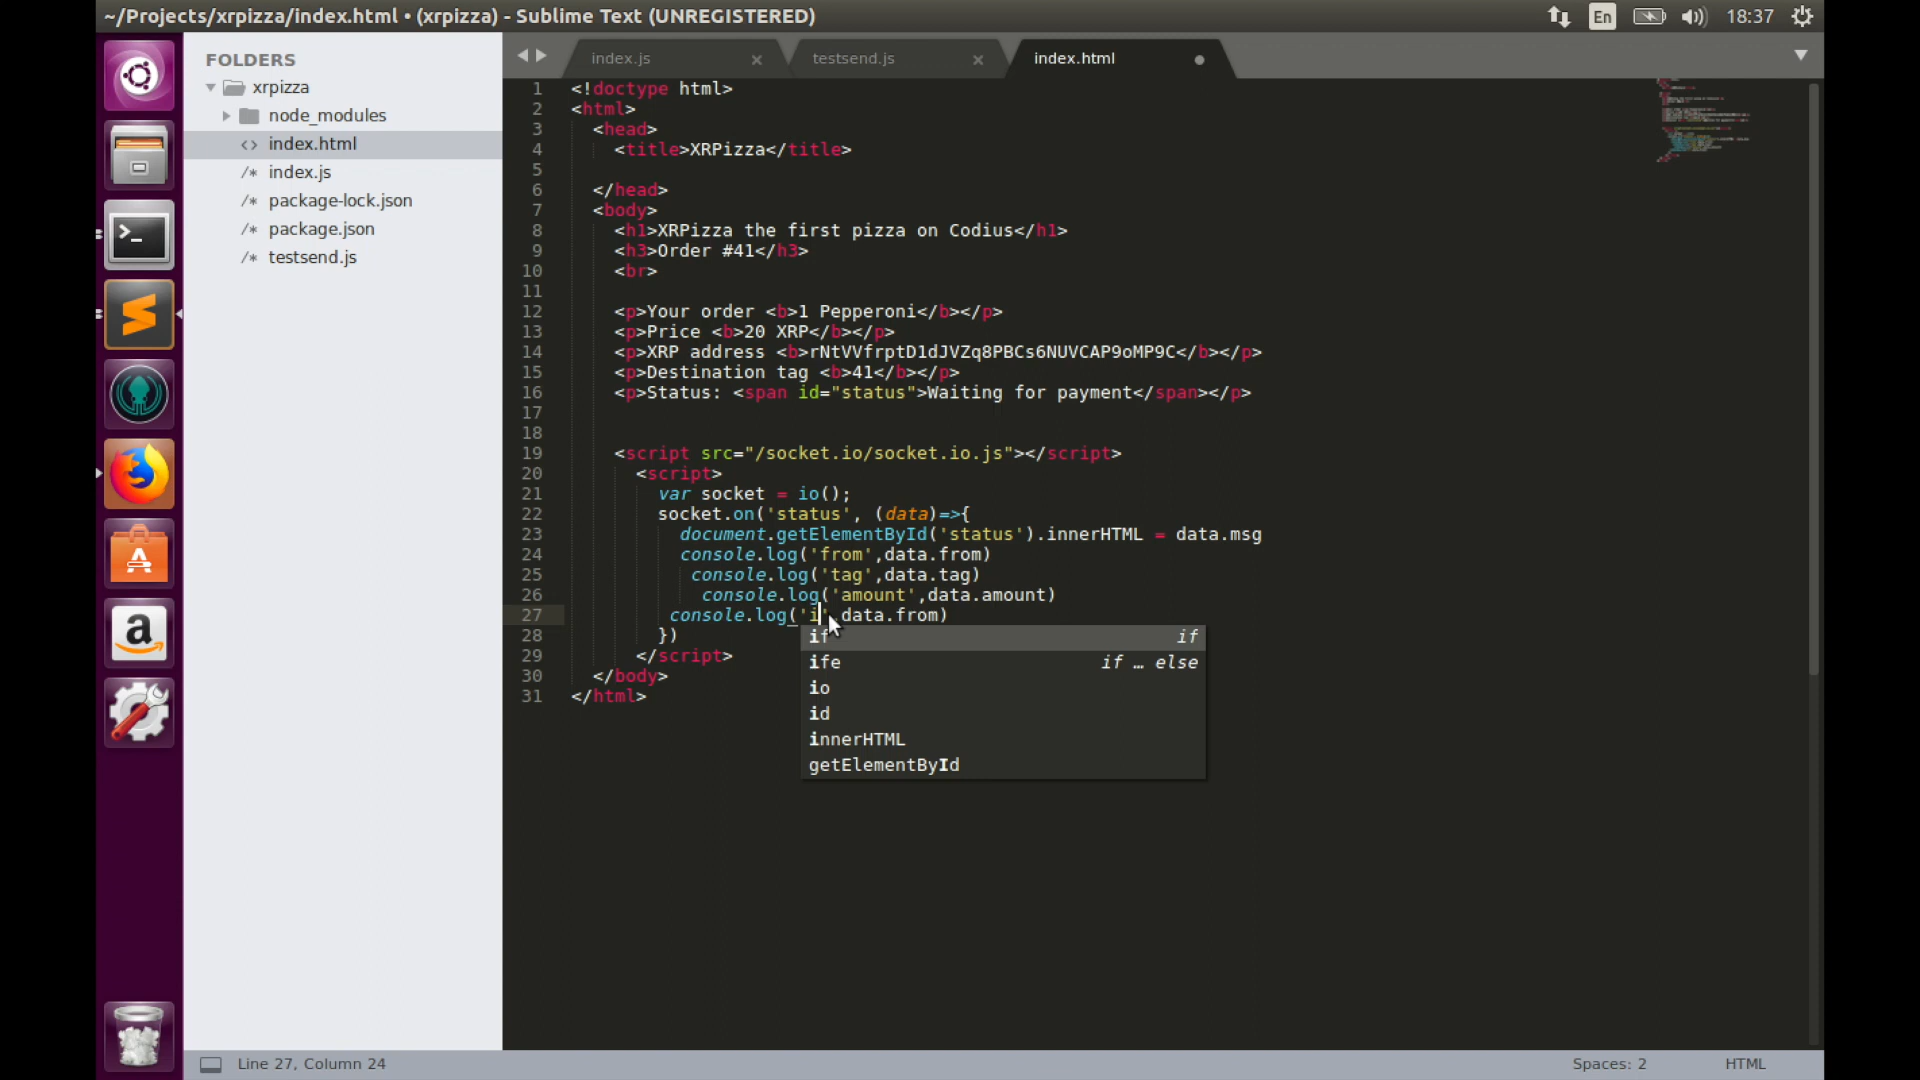 ~/Projects/xrpizza/index.html • (xrpizza) - Sublime Text (UNREGISTERED)
En
18:37
FOLDERS
xrpizza
node_modules
<> index.html
/* index.js
/* package-lock.json
/* package.json
/* testsend.js
index.js
testsend.js
index.html
1 <!doctype html>
2 <html>
3 <head>
4 <title>XRPizza</title>
5
6 </head>
7 <body>
8 <h1>XRPizza the first pizza on Codius</h1>
9 <h3>Order #41</h3>
10 <br>
11
12 <p>Your order <b>1 Pepperoni</b></p>
13 <p>Price <b>20 XRP</b></p>
14 <p>XRP address <b>rNtVVfrptD1dJVZq8PBCs6NUVCAP9oMP9C</b></p>
15 <p>Destination tag <b>41</b></p>
16 <p>Status: <span id="status">Waiting for payment</span></p>
17
18
19 <script src="/socket.io/socket.io.js"></script>
20 <script>
21 var socket = io();
22 socket.on('status', (data)=>{
23 document.getElementById('status').innerHTML = data.msg
24 console.log('from',data.from)
25 console.log('tag',data.tag)
26 console.log('amount',data.amount)
27 console.log('i',data.from)
28 })
29 </script>
30 </body>
31 </html>
if if
ife if … else
io
id
innerHTML
getElementById
Line 27, Column 24
Spaces: 2
HTML